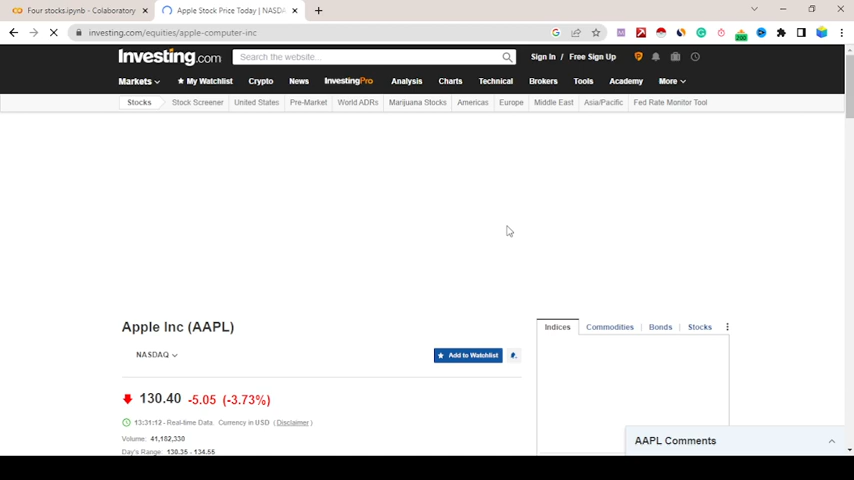 Four stocks.ipynb - Colaboratory
Apple Stock Price Today | NASDA
investing.com/equities/apple-computer-inc
200
Investing.com
Search the website...
Sign In / Free Sign Up
Markets
My Watchlist
Crypto
News
InvestingPro
Analysis
Charts
Technical
Brokers
Tools
Academy
More
Stocks
Stock Screener
United States
Pre-Market
World ADRs
Marijuana Stocks
Americas
Europe
Middle East
Asia/Pacific
Fed Rate Monitor Tool
Apple Inc (AAPL)
NASDAQ
Add to Watchlist
130.40 -5.05 (-3.73%)
13:31:12 - Real-time Data. Currency in USD ( Disclaimer )
Volume: 41,182,330
Day's Range: 130.35 - 134.55
Indices
Commodities
Bonds
Stocks
AAPL Comments